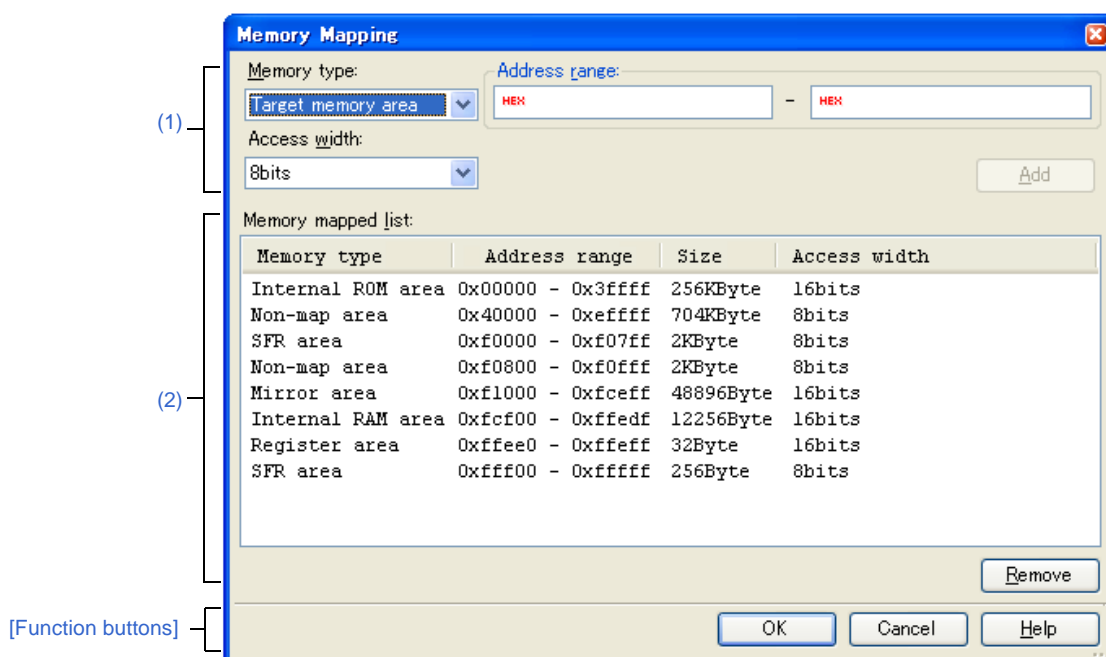 Memory Mapping
Memory type:
Address range:
Target memory area
HEX - HEX
(1)
Access width:
8bits
Add
Memory mapped list:
Memory type Address range Size Access width
Internal ROM area 0x00000 - 0x3ffff 256KByte 16bits
Non-map area 0x40000 - 0xeffff 704KByte 8bits
SFR area 0xf0000 - 0xf07ff 2KByte 8bits
Non-map area 0xf0800 - 0xf0fff 2KByte 8bits
Mirror area 0xf1000 - 0xfceff 48896Byte 16bits
(2)
Internal RAM area 0xfcf00 - 0xffedf 12256Byte 16bits
Register area 0xffee0 - 0xffeff 32Byte 16bits
SFR area 0xfff00 - 0xfffff 256Byte 8bits
Remove
[Function buttons]
OK Cancel Help